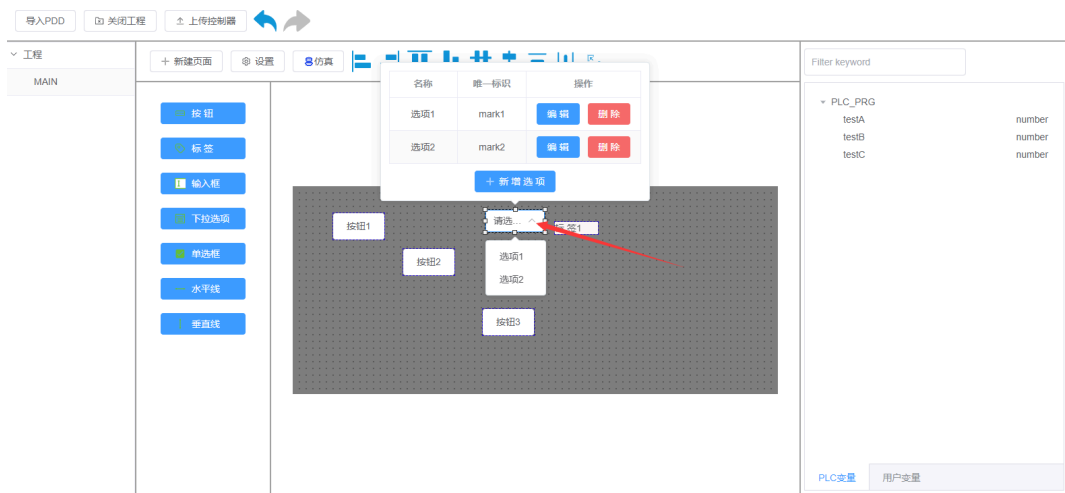 导入PDD 关闭工程 上传控制器
工程
MAIN
新建页面 设置 仿真
按钮
标签
输入框
下拉选项
单选框
水平线
垂直线
名称 唯一标识 操作
选项1 mark1 编辑 删除
选项2 mark2 编辑 删除
新增选项
按钮1
请选...
标签1
按钮2
选项1
选项2
按钮3
Filter keyword
PLC_PRG
testA number
testB number
testC number
PLC变量 用户变量